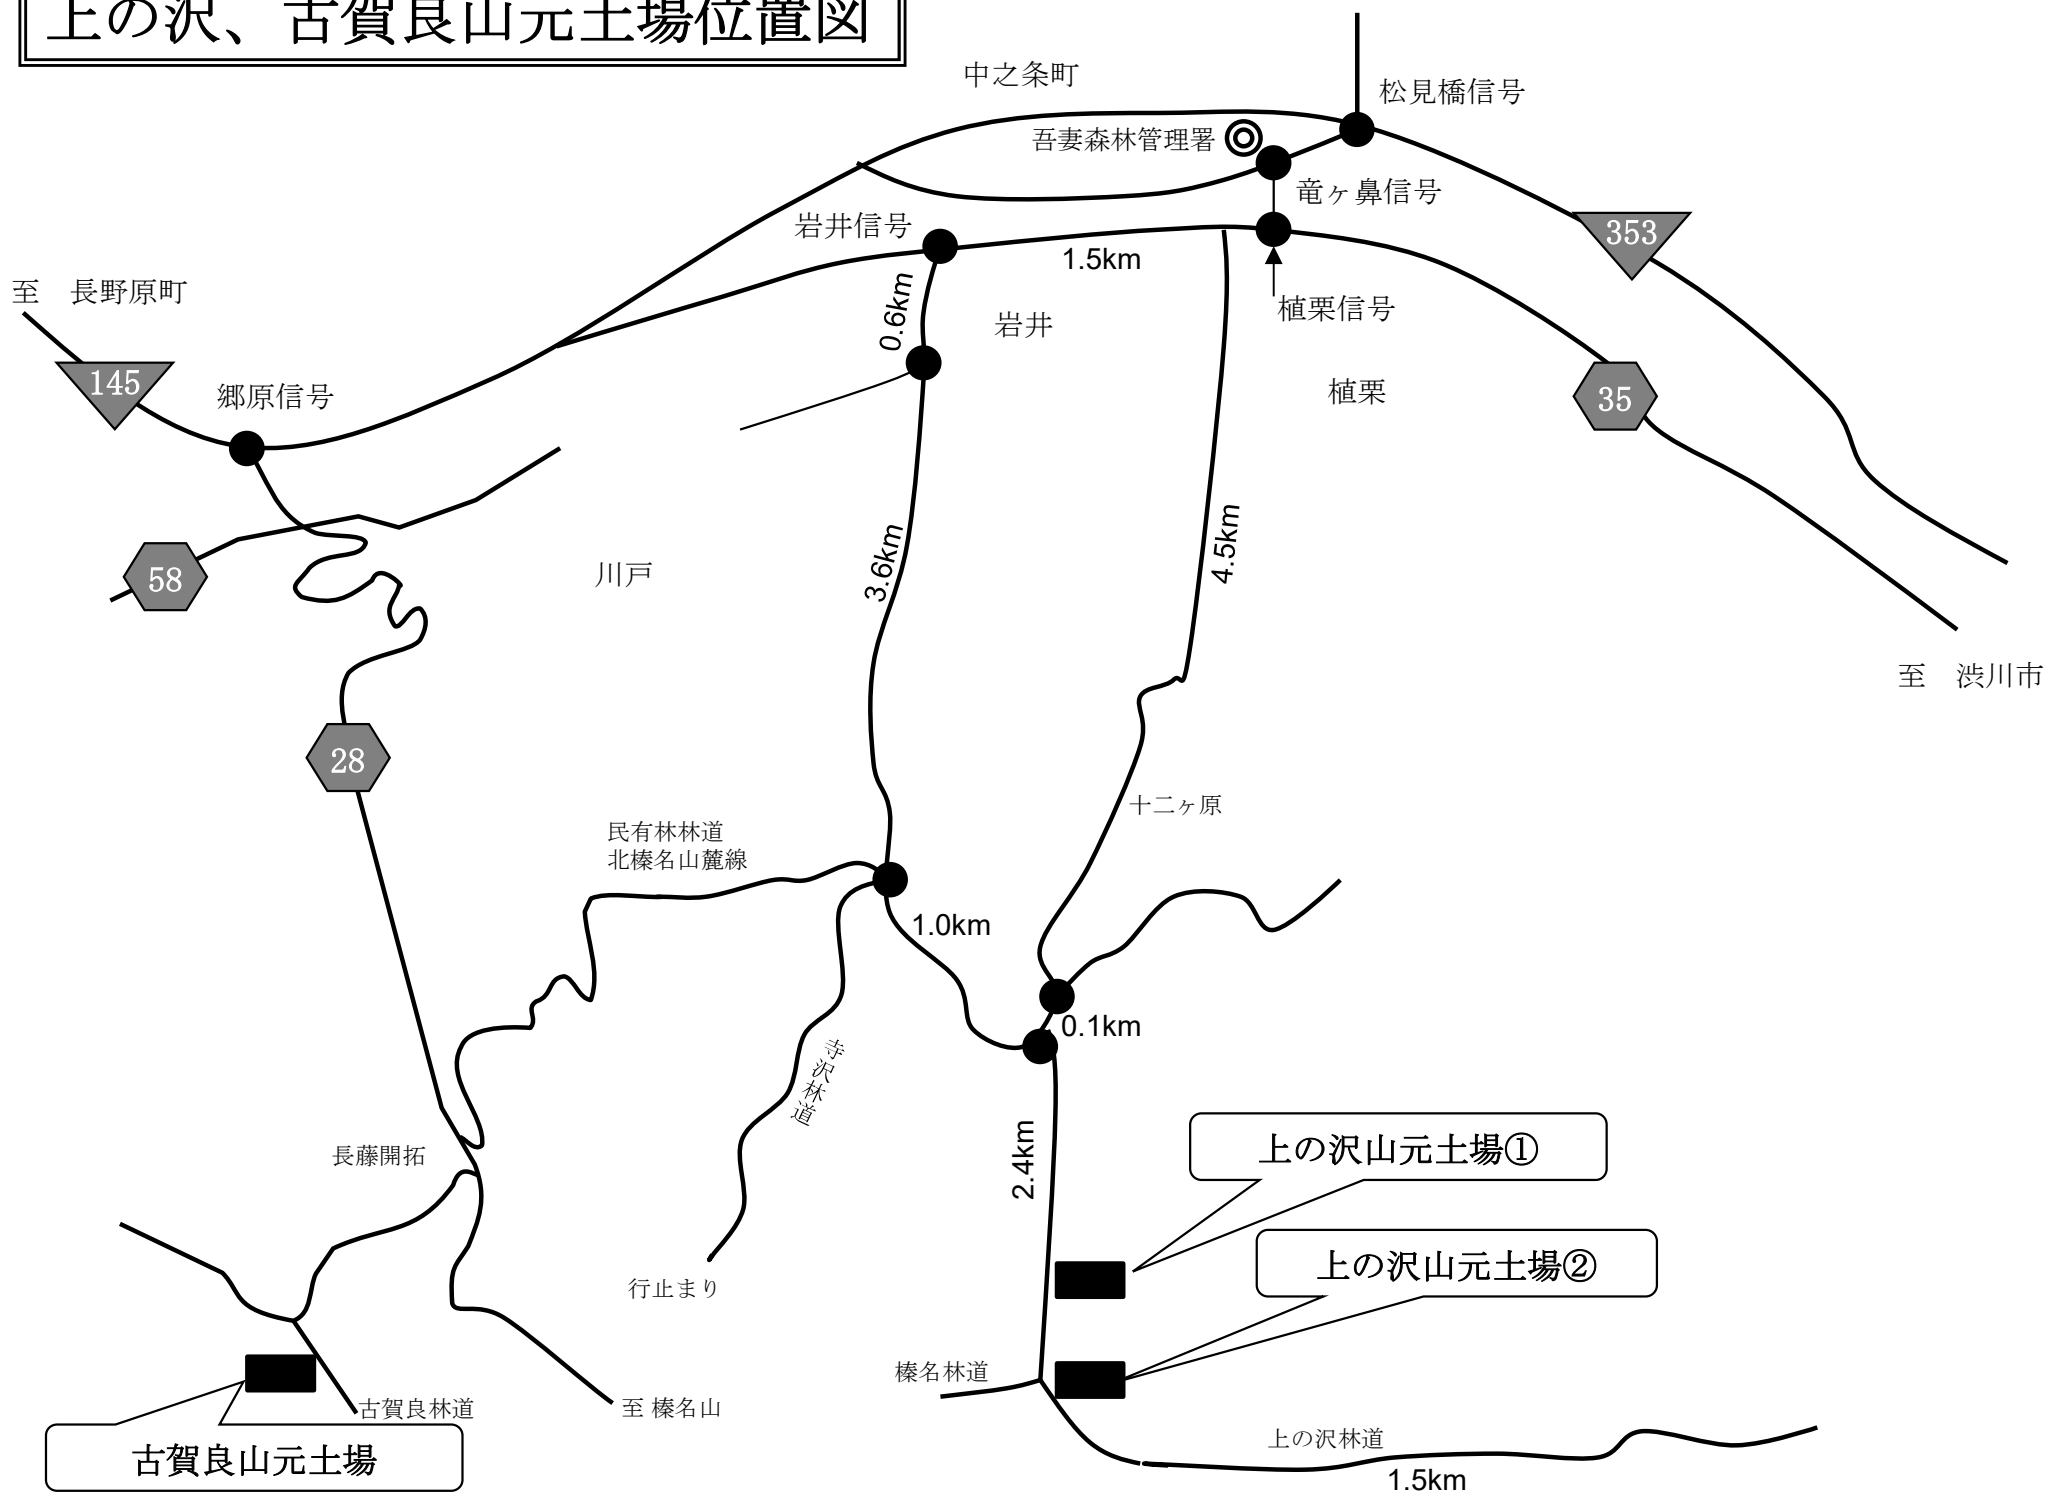 上の沢、古賀良山元土場位置図
中之条町
松見橋信号
吾妻森林管理署
竜ヶ鼻信号
岩井信号
353
1.5km
至　長野原町
0.6km
植栗信号
岩井
145
郷原信号
植栗
35
4.5km
3.6km
58
川戸
至　渋川市
28
十二ヶ原
民有林林道
北榛名山麓線
1.0km
0.1km
寺沢林道
長藤開拓
2.4km
上の沢山元土場①
上の沢山元土場②
行止まり
榛名林道
古賀良林道
至 榛名山
上の沢林道
古賀良山元土場
1.5km